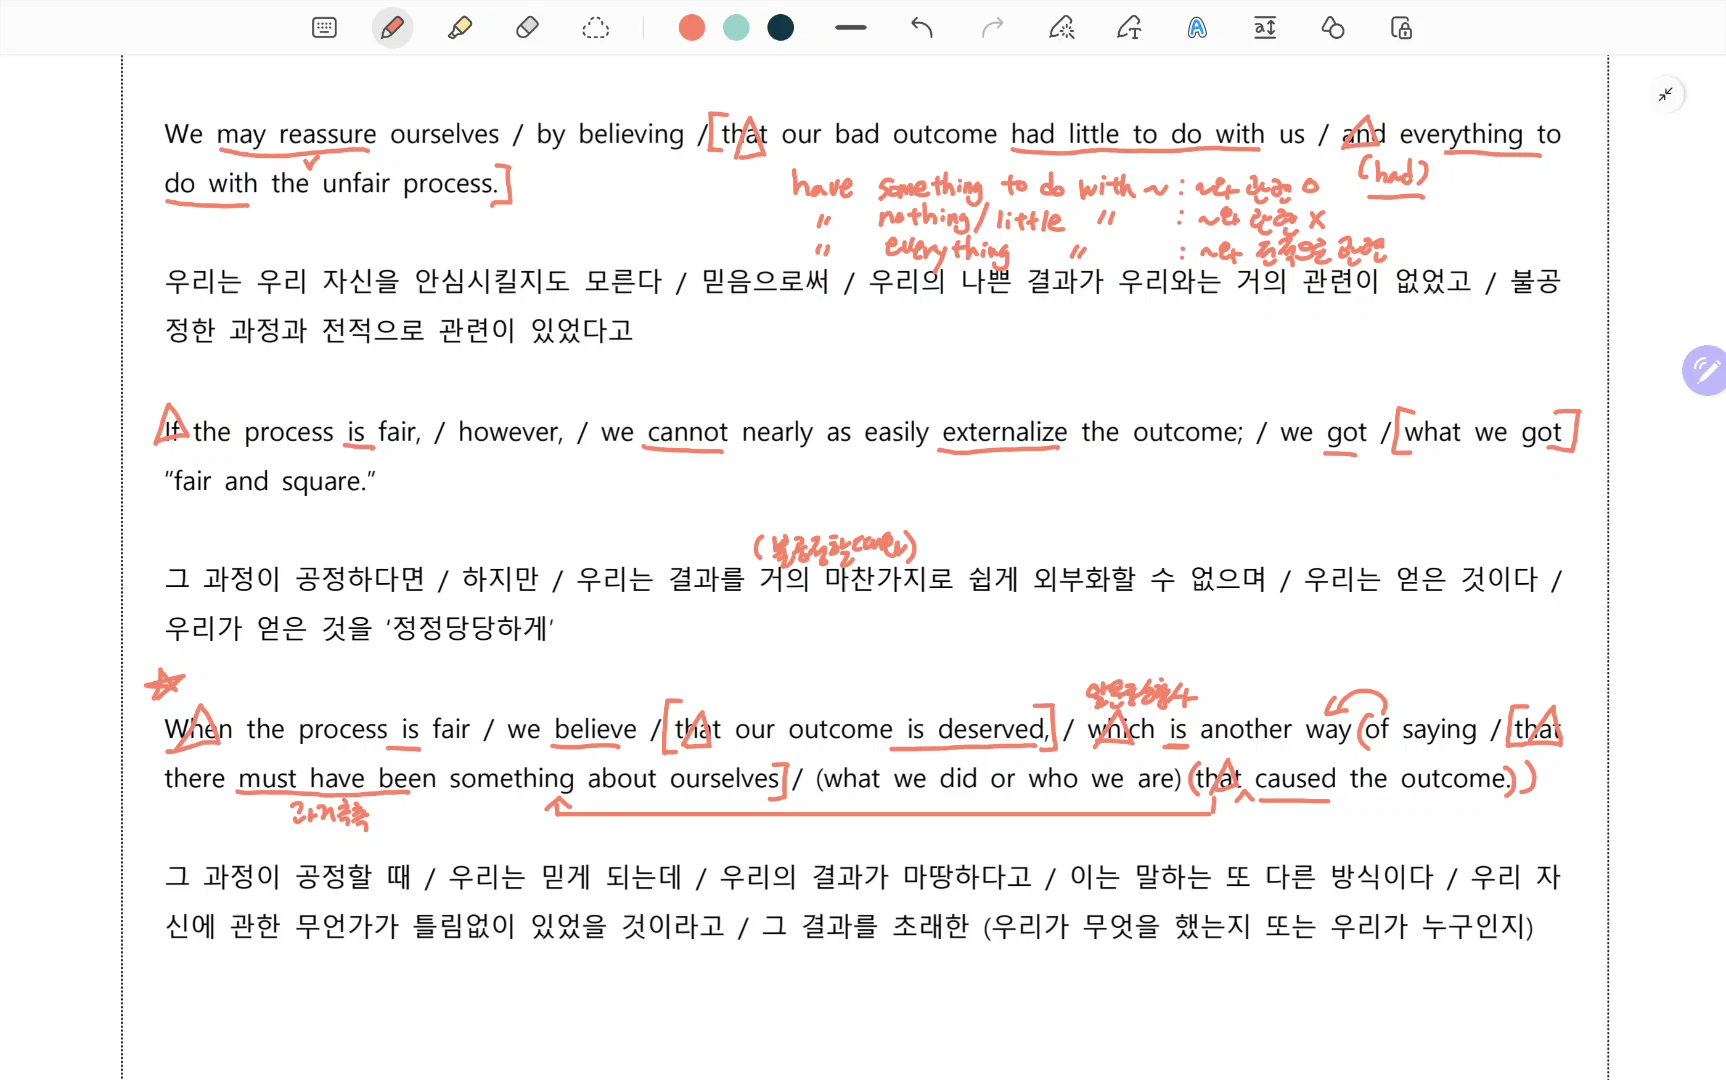 We may reassure ourselves / by believing / that our bad outcome had little to do with us / and everything to
(had)
do with the unfair process.
have something to do with ~ : ~와 관련 O
" nothing/little " : ~와 관련 X
" everything " : ~와 전적으로 관련
우리는 우리 자신을 안심시킬지도 모른다 / 믿음으로써 / 우리의 나쁜 결과가 우리와는 거의 관련이 없었고 / 불공
정한 과정과 전적으로 관련이 있었다고
If the process is fair, / however, / we cannot nearly as easily externalize the outcome; / we got / what we got
"fair and square."
(불공정할 때와)
그 과정이 공정하다면 / 하지만 / 우리는 결과를 거의 마찬가지로 쉽게 외부화할 수 없으며 / 우리는 얻은 것이다 /
우리가 얻은 것을 '정정당당하게'
When the process is fair / we believe / that our outcome is deserved, / which is another way of saying / that
there must have been something about ourselves / (what we did or who we are) (that caused the outcome.)
과거추측
그 과정이 공정할 때 / 우리는 믿게 되는데 / 우리의 결과가 마땅하다고 / 이는 말하는 또 다른 방식이다 / 우리 자
신에 관한 무언가가 틀림없이 있었을 것이라고 / 그 결과를 초래한 (우리가 무엇을 했는지 또는 우리가 누구인지)